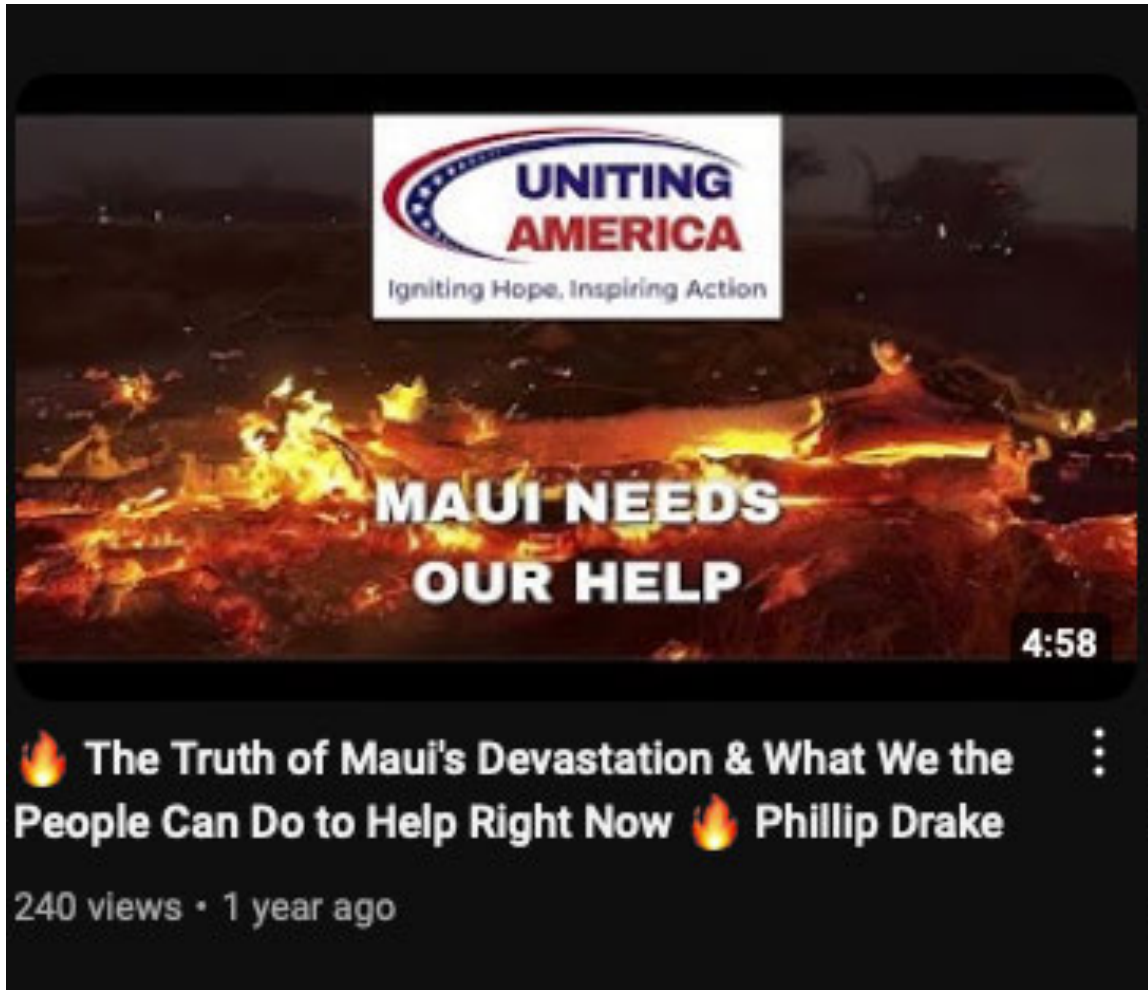 UNITING
AMERICA
Igniting Hope, Inspiring Action
MAUI NEEDS
OUR HELP
4:58
🔥 The Truth of Maui's Devastation & What We the
People Can Do to Help Right Now 🔥 Phillip Drake
240 views • 1 year ago